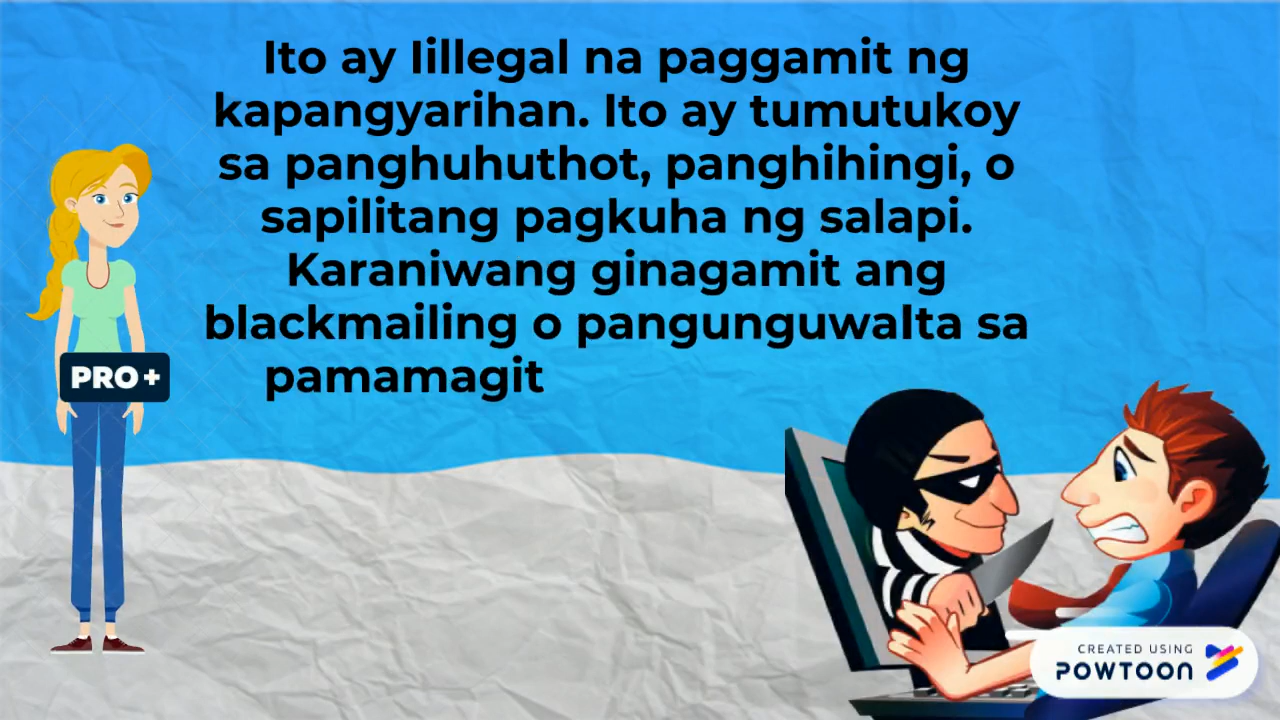 Ito ay Iillegal na paggamit ng
kapangyarihan. Ito ay tumutukoy
sa panghuhuthot, panghihingi, o
sapilitang pagkuha ng salapi.
Karaniwang ginagamit ang
blackmailing o pangunguwalta sa
pamamagit
PRO+
CREATED USING
POWTOON